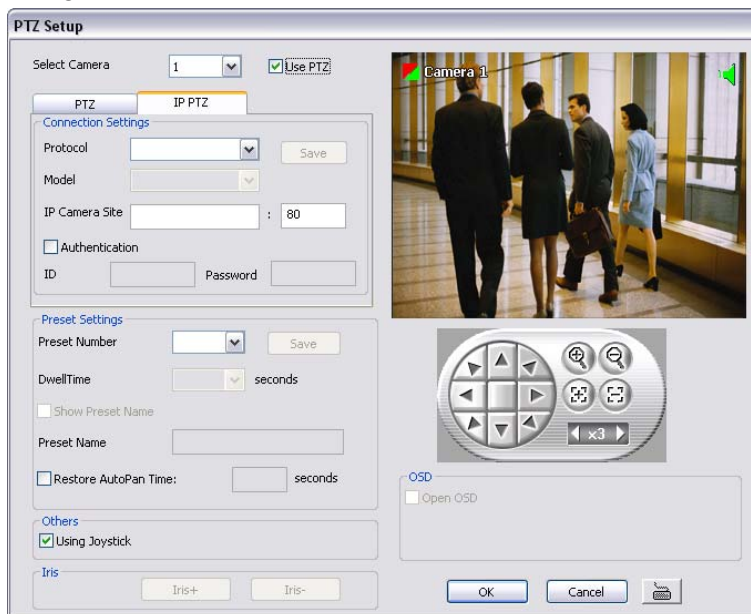 PTZ Setup
Select Camera 1 Use PTZ
PTZ IP PTZ
Connection Settings
Protocol Save
Model
IP Camera Site : 80
Authentication
ID Password
Preset Settings
Preset Number Save
DwellTime seconds
Show Preset Name
Preset Name
Restore AutoPan Time: seconds
Others
Using Joystick
Iris
Iris+ Iris-
Camera 1
x3
OSD
Open OSD
OK Cancel